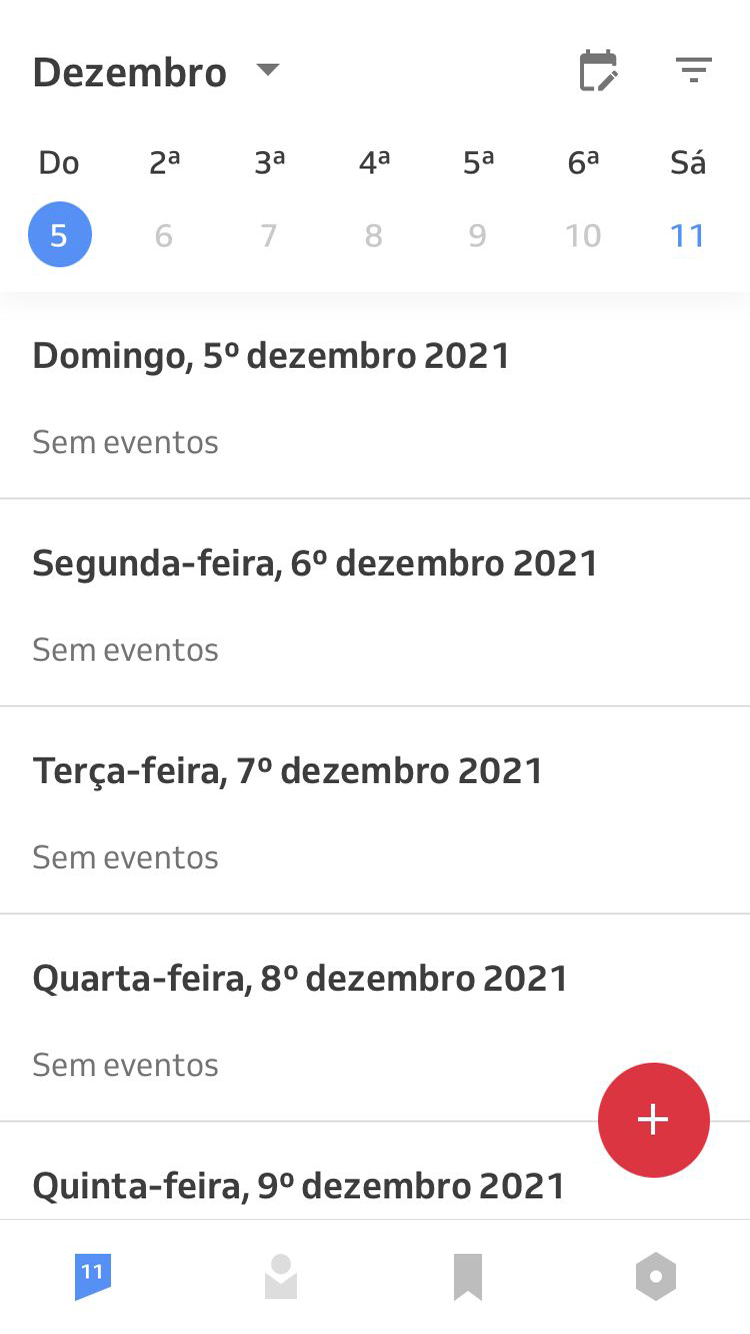 Dezembro
Do 2ª 3ª 4ª 5ª 6ª Sá
5 6 7 8 9 10 11
Domingo, 5º dezembro 2021
Sem eventos
Segunda-feira, 6º dezembro 2021
Sem eventos
Terça-feira, 7º dezembro 2021
Sem eventos
Quarta-feira, 8º dezembro 2021
Sem eventos
+
Quinta-feira, 9º dezembro 2021
11